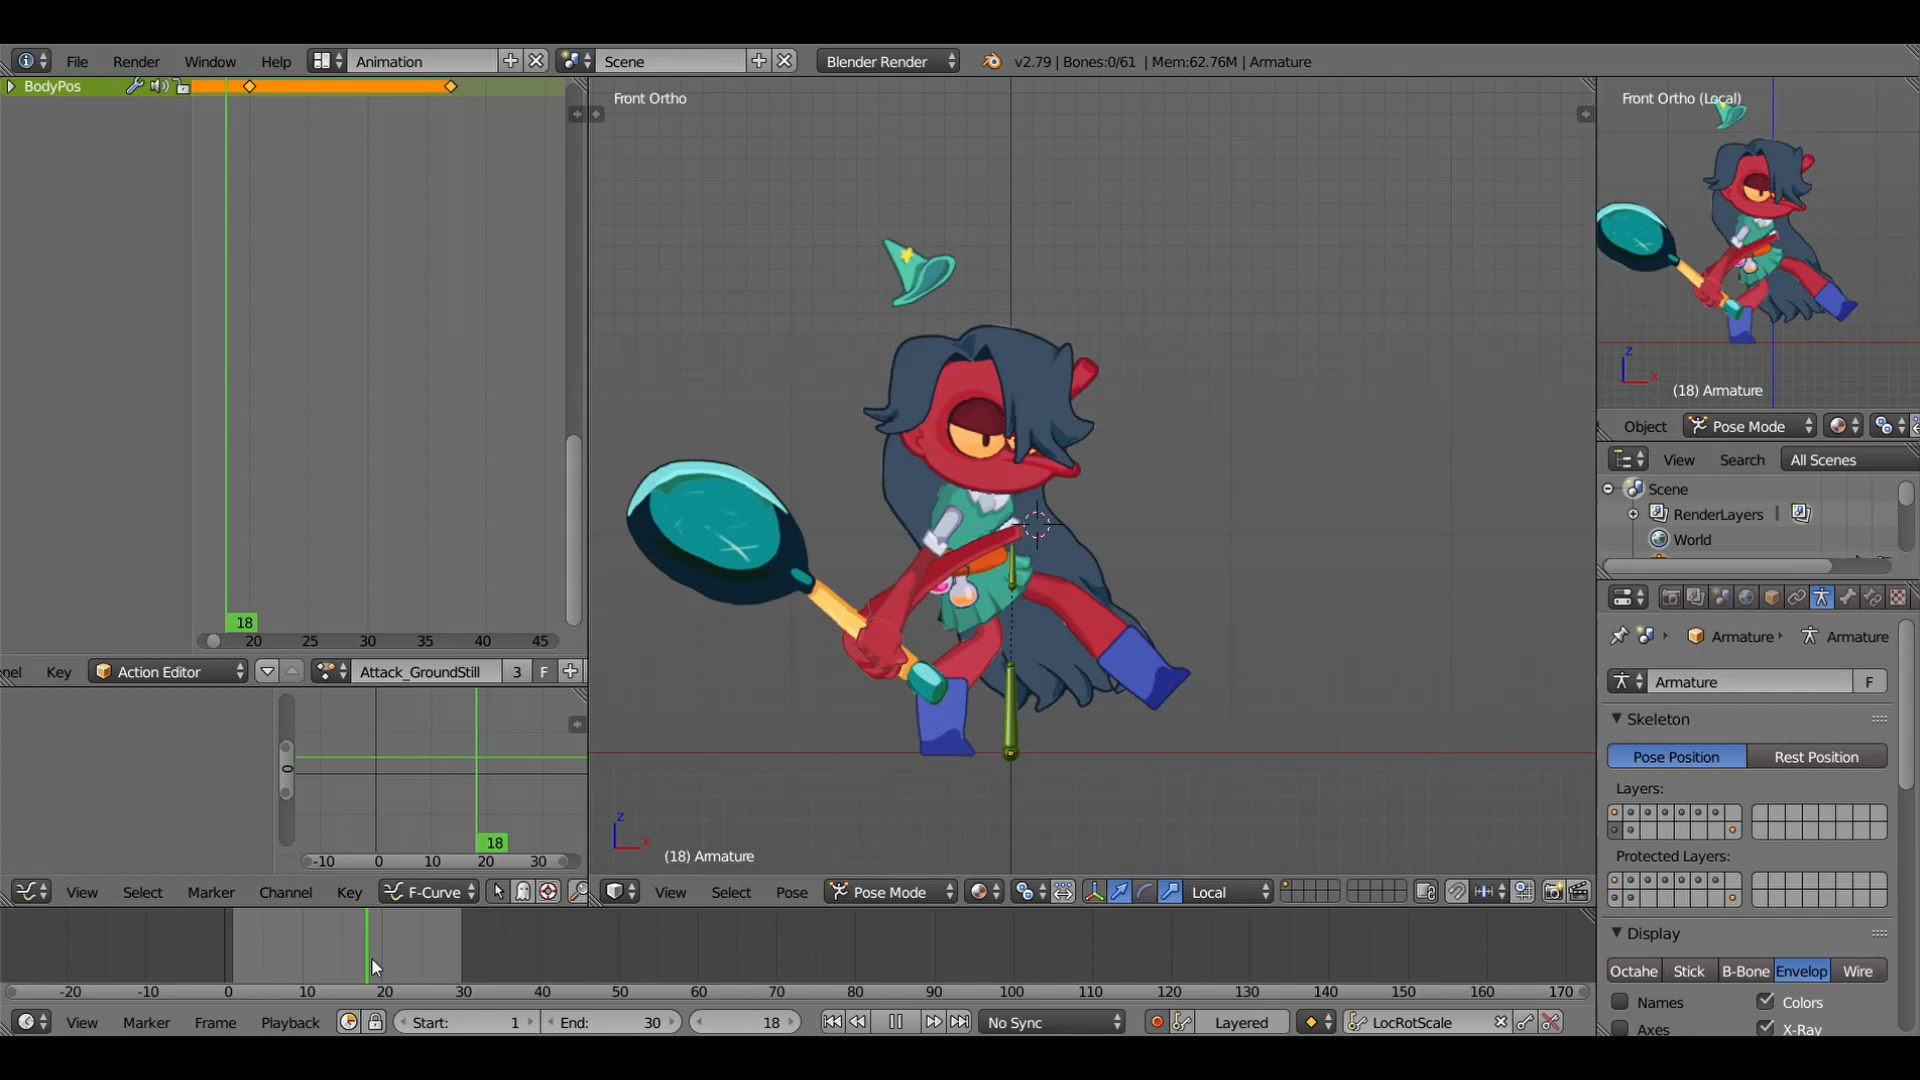 File Render Window Help Animation Scene Blender Render v2.79 | Bones:0/61 | Mem:62.76M | Armature
BodyPos
18
20 25 30 35 40 45
nel Key Action Editor Attack_GroundStill 3 F
18
-10 0 10 20 30
0
View Select Marker Channel Key F-Curve
Front Ortho
z
x
(18) Armature
View Select Pose Pose Mode Local
Front Ortho (Local)
z
x
(18) Armature
Object Pose Mode
View Search All Scenes
Scene
RenderLayers |
World
Armature Armature
Armature F
Skeleton
Pose Position Rest Position
Layers:
Protected Layers:
Display
Octahe Stick B-Bone Envelop Wire
Names Colors
Axes X-Ray
-20 -10 0 10 20 30 40 50 60 70 80 90 100 110 120 130 140 150 160 170
View Marker Frame Playback Start: 1 End: 30 18 No Sync Layered LocRotScale